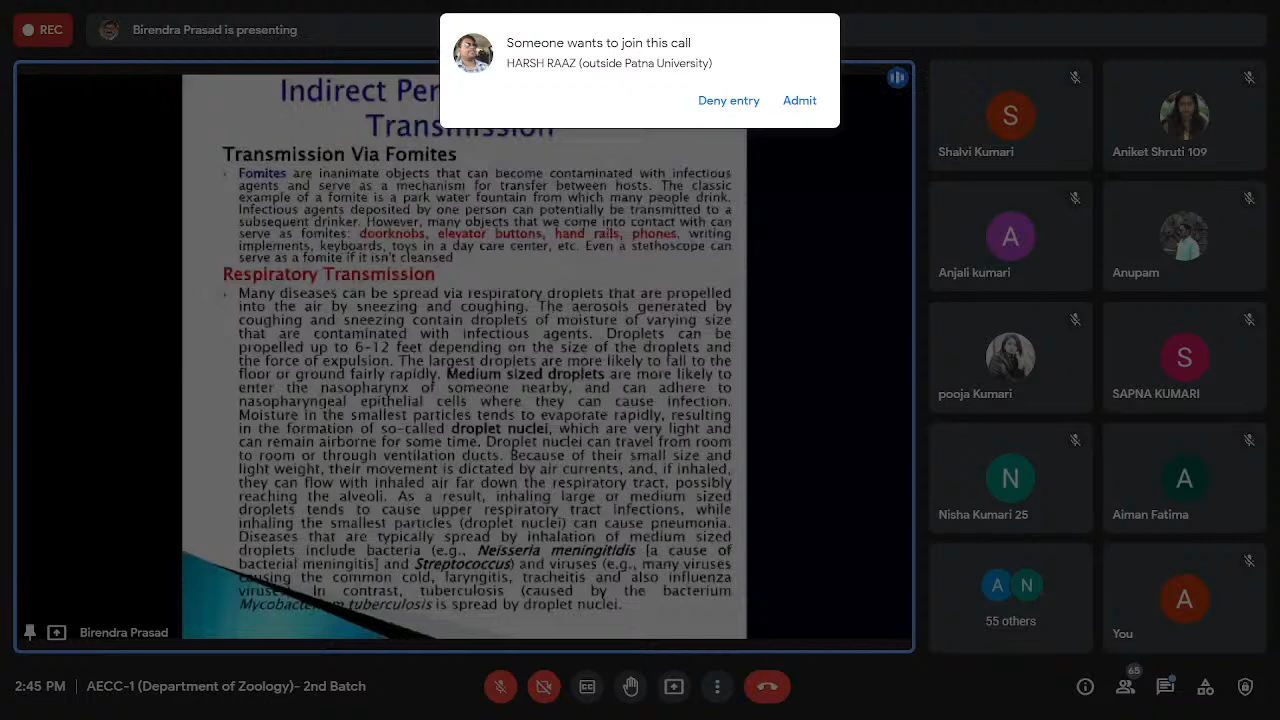 REC
Birendra Prasad is presenting
Someone wants to join this call
HARSH RAAZ (outside Patna University)
Deny entry Admit
Indirect
Transmission
Transmission Via Fomites
Fomites are inanimate objects that can become contaminated with infectious
agents and serve as a mechanism for transfer between hosts. The classic
example of a fomite is a park water fountain from which many people drink.
Infectious agents deposited by one person can potentially be transmitted to a
subsequent drinker. However, many objects that we come into contact with can
serve as fomites: doorknobs, elevator buttons, hand rails, phones, writing
implements, keyboards, toys in a day care center, etc. Even a stethoscope can
serve as a fomite if it isn't cleansed
Respiratory Transmission
Many diseases can be spread via respiratory droplets that are propelled
into the air by sneezing and coughing. The aerosols generated by
coughing and sneezing contain droplets of moisture of varying size
that are contaminated with infectious agents. Droplets can be
propelled up to 6-12 feet depending on the size of the droplets and
the force of expulsion. The largest droplets are more likely to fall to the
floor or ground fairly rapidly. Medium sized droplets are more likely to
enter the nasopharynx of someone nearby, and can adhere to
nasopharyngeal epithelial cells where they can cause infection.
Moisture in the smallest particles tends to evaporate rapidly, resulting
in the formation of so-called droplet nuclei, which are very light and
can remain airborne for some time. Droplet nuclei can travel from room
to room or through ventilation ducts. Because of their small size and
light weight, their movement is dictated by air currents, and, if inhaled,
they can flow with inhaled air far down the respiratory tract, possibly
reaching the alveoli. As a result, inhaling large or medium sized
droplets tends to cause upper respiratory tract infections, while
inhaling the smallest particles (droplet nuclei) can cause pneumonia.
Diseases that are typically spread by inhalation of medium sized
droplets include bacteria (e.g., Neisseria meningitidis [a cause of
bacterial meningitis] and Streptococcus) and viruses (e.g., many viruses
causing the common cold, laryngitis, tracheitis and also influenza
viruses). In contrast, tuberculosis (caused by the bacterium
Mycobacterium tuberculosis is spread by droplet nuclei.
Birendra Prasad
S
Shalvi Kumari
Aniket Shruti 109
A
Anjali kumari
Anupam
pooja Kumari
S
SAPNA KUMARI
N
Nisha Kumari 25
A
Aiman Fatima
A N
55 others
A
You
2:45 PM | AECC-1 (Department of Zoology)- 2nd Batch
CC
65